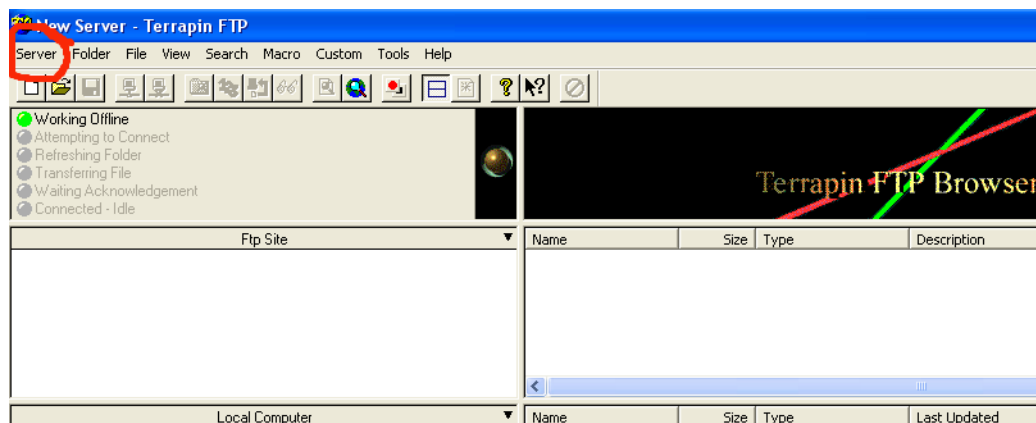 New Server - Terrapin FTP
Server Folder File View Search Macro Custom Tools Help
Working Offline
Attempting to Connect
Refreshing Folder
Transferring File
Waiting Acknowledgement
Connected - Idle
Terrapin FTP Browser
Ftp Site
Name Size Type Description
Local Computer
Name Size Type Last Updated